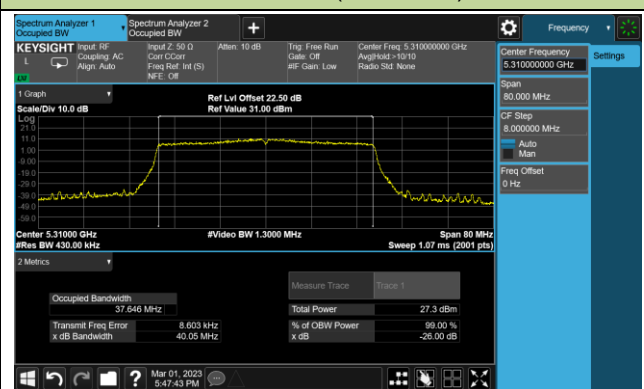 Spectrum Analyzer 1
Occupied BW
Spectrum Analyzer 2
Occupied BW
+
Frequency
KEYSIGHT
L
Input: RF
Coupling: AC
Align: Auto
Input Z: 50 Ω
Corr CCorr
Freq Ref: Int (S)
NFE: Off
Atten: 10 dB
Trig: Free Run
Gate: Off
#IF Gain: Low
Center Freq: 5.310000000 GHz
Avg|Hold:>10/10
Radio Std: None
Center Frequency
5.310000000 GHz
Settings
Span
80.000 MHz
CF Step
8.000000 MHz
Auto
Man
Freq Offset
0 Hz
1 Graph
Scale/Div 10.0 dB
Ref Lvl Offset 22.50 dB
Ref Value 31.00 dBm
Log
21.0
11.0
1.00
-9.00
-19.0
-29.0
-39.0
-49.0
-59.0
Center 5.31000 GHz
#Res BW 430.00 kHz
#Video BW 1.3000 MHz
Span 80 MHz
Sweep 1.07 ms (2001 pts)
2 Metrics
Measure Trace
Trace 1
Occupied Bandwidth
37.646 MHz
Total Power
27.3 dBm
Transmit Freq Error
8.603 kHz
% of OBW Power
99.00 %
x dB Bandwidth
40.05 MHz
x dB
-26.00 dB
?
Mar 01, 2023
5:47:43 PM